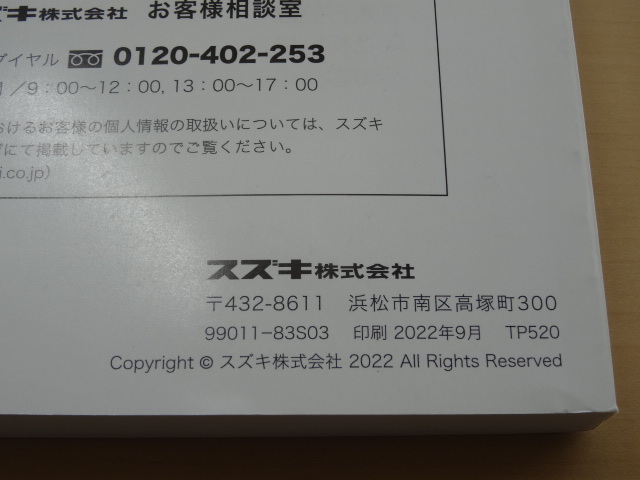 スズキ株式会社 お客様相談室
ダイヤル 0120-402-253
/9：00〜12：00, 13：00〜17：00
おけるお客様の個人情報の取扱いについては、スズキ
にて掲載していますのでご覧ください。
i.co.jp)
スズキ株式会社
〒432-8611 浜松市南区高塚町300
99011−83S03 印刷 2022年9月 TP520
Copyright © スズキ株式会社 2022 All Rights Reserved